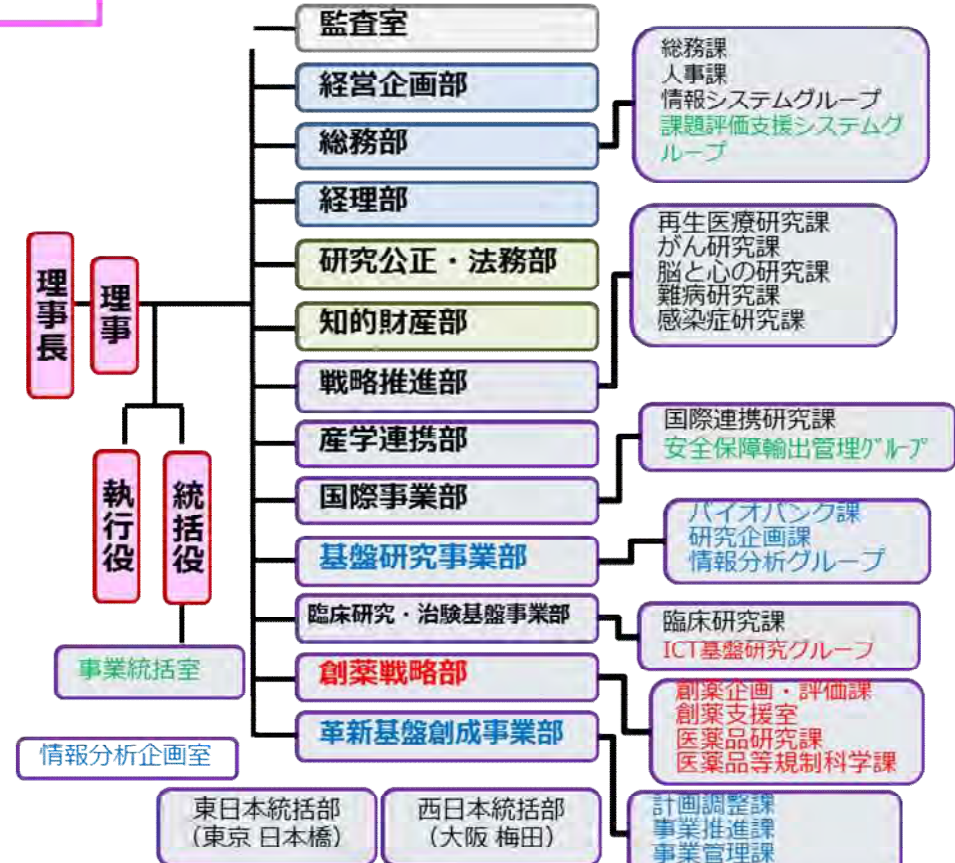 監査室
経営企画部
総務部
経理部
研究公正・法務部
知的財産部
戦略推進部
産学連携部
国際事業部
基盤研究事業部
臨床研究・治験基盤事業部
創薬戦略部
革新基盤創成事業部
理事長
理事
執行役
統括役
事業統括室
情報分析企画室
東日本統括部
（東京 日本橋）
西日本統括部
（大阪 梅田）
総務課
人事課
情報システムグループ
課題評価支援システムグ
ループ
再生医療研究課
がん研究課
脳と心の研究課
難病研究課
感染症研究課
国際連携研究課
安全保障輸出管理ｸﾞﾙｰﾌﾟ
バイオバンク課
研究企画課
情報分析グループ
臨床研究課
ICT基盤研究グループ
創薬企画・評価課
創薬支援室
医薬品研究課
医薬品等規制科学課
計画調整課
事業推進課
事業管理課